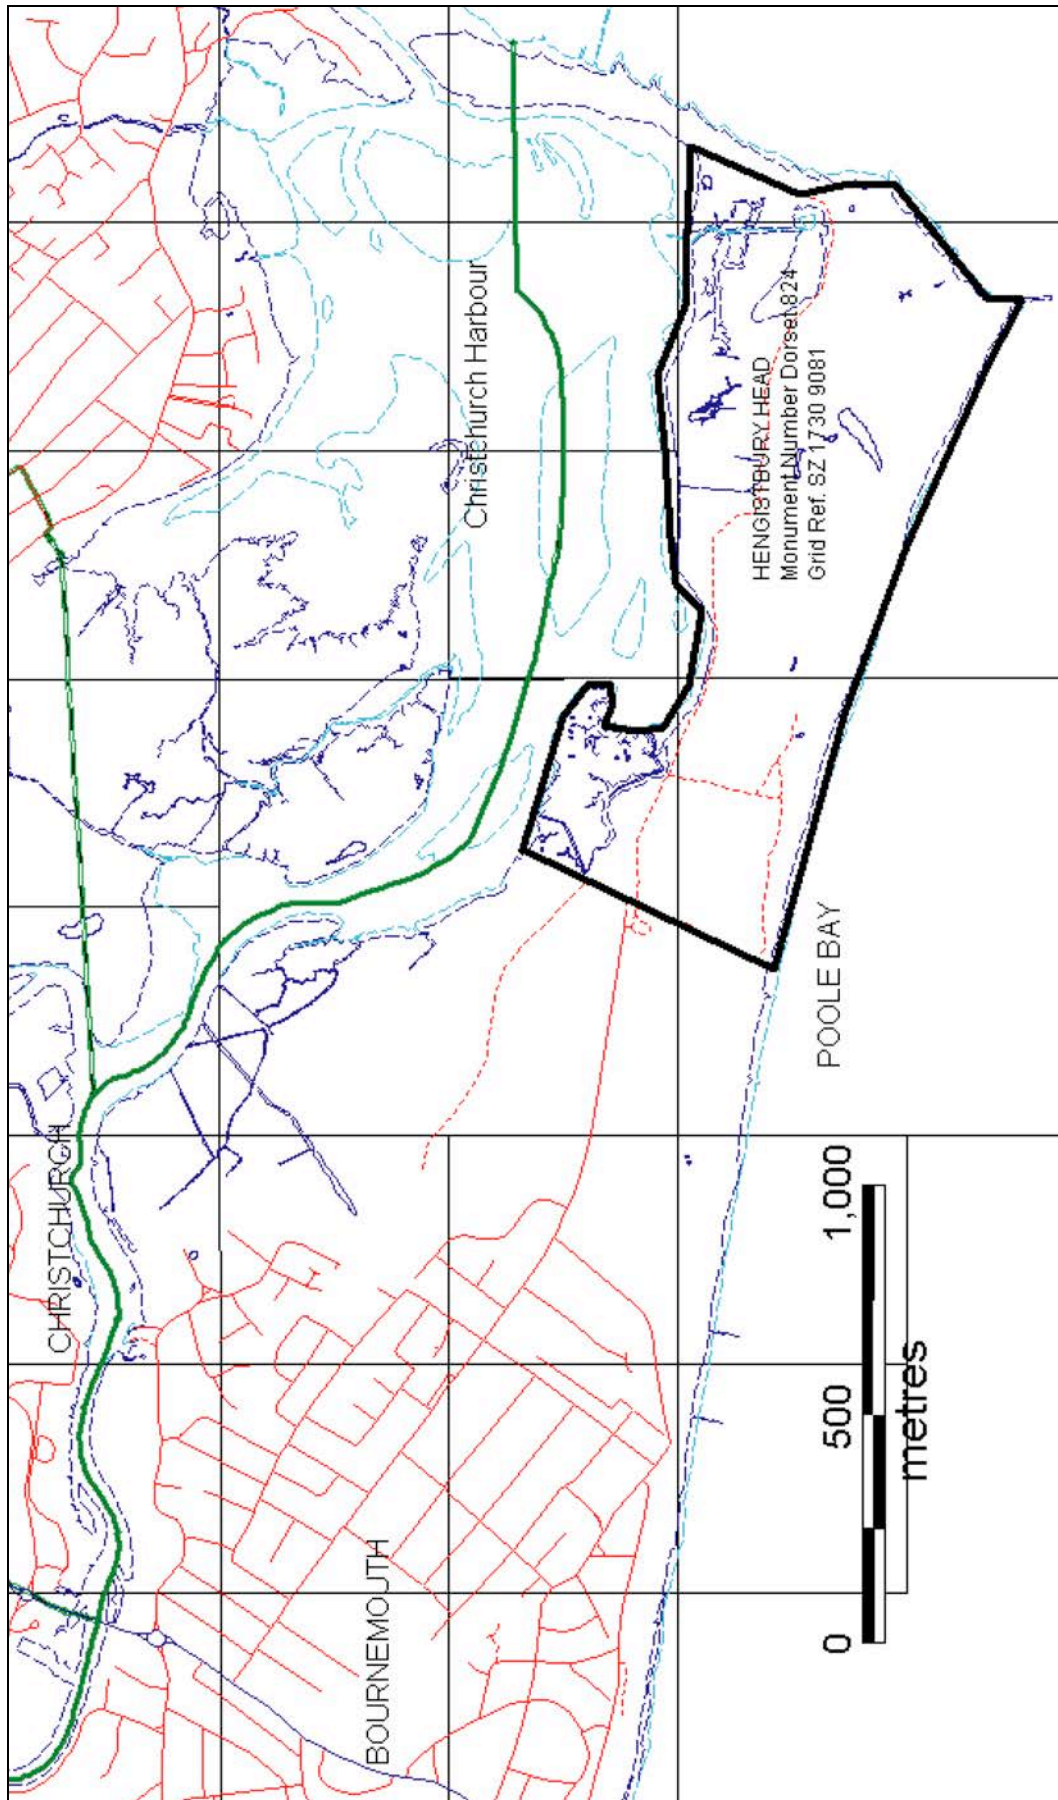 CHRISTCHURCH
Christchurch Harbour
BOURNEMOUTH
HENGISTBURY HEAD
Monument Number Dorset 824
Grid Ref. SZ 1730 9081
POOLE BAY
0 500 1,000
metres